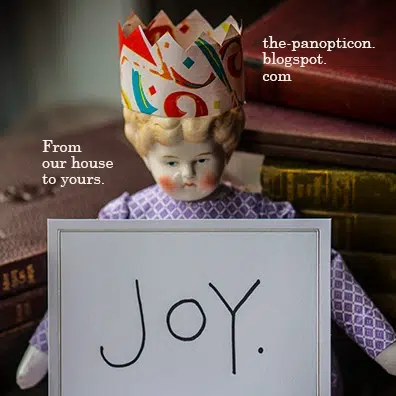 the-panopticon.
blogspot.
com
From
our house
to yours.
JOY.